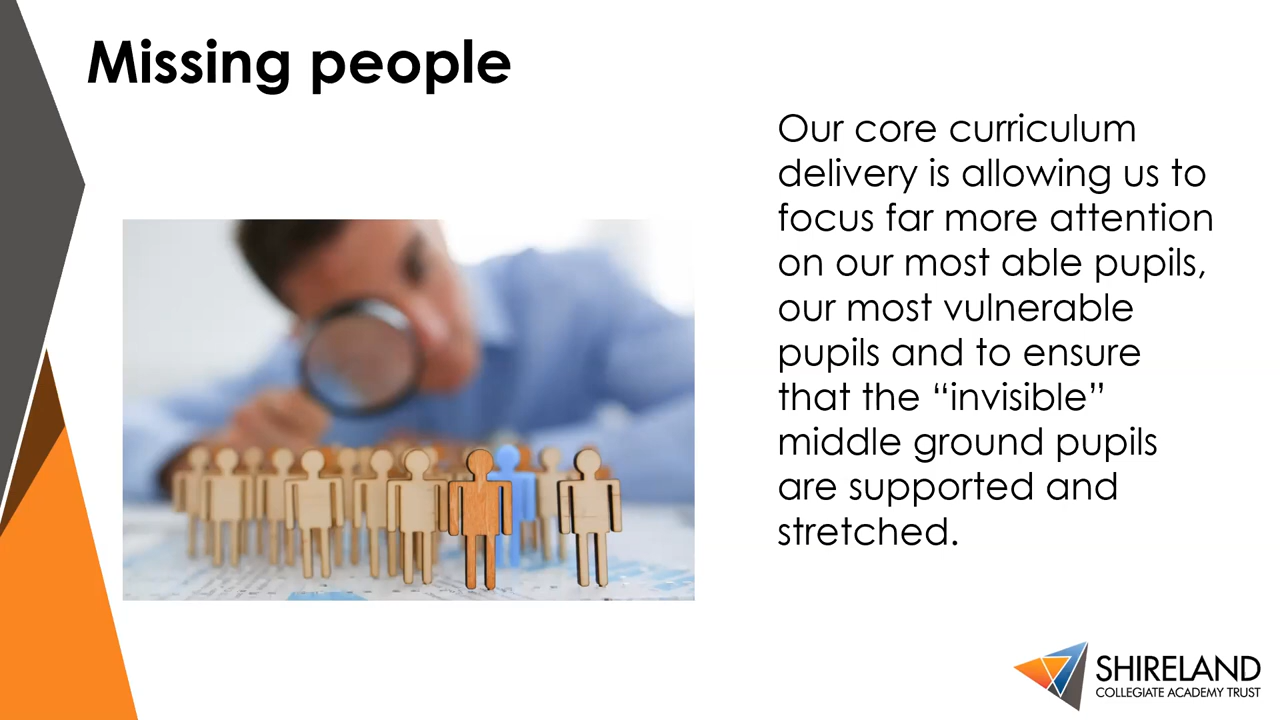 Missing people
Our core curriculum
delivery is allowing us to
focus far more attention
on our most able pupils,
our most vulnerable
pupils and to ensure
that the “invisible”
middle ground pupils
are supported and
stretched.
SHIRELAND
COLLEGIATE ACADEMY TRUST